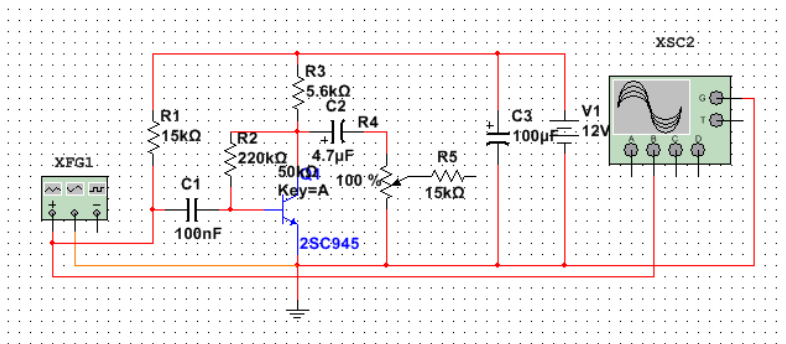 XSC2
G
T
A
B
C
D
R3
5.6kΩ
C2
R4
R1
15kΩ
+
C3
100µF
V1
12V
R2
220kΩ
+
4.7µF
R5
XFG1
50kΩ
Q1
Key=A
100 %
15kΩ
C1
+
−
100nF
2SC945